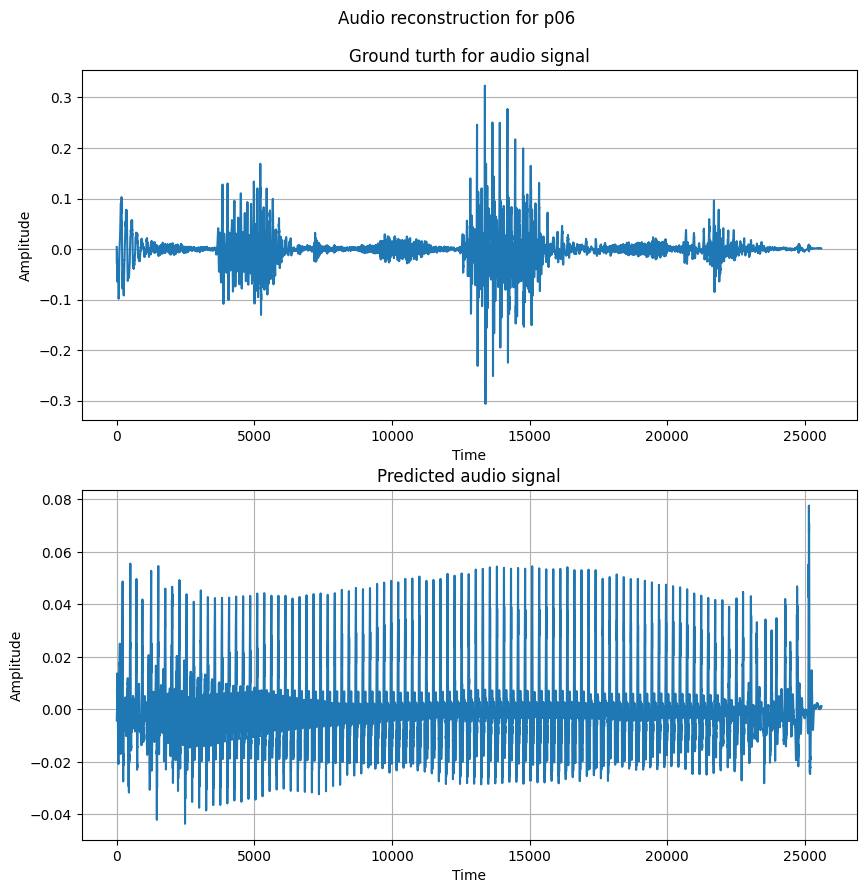 Audio reconstruction for p06
Ground turth for audio signal
0.3
0.2
0.1
0.0
−0.1
−0.2
−0.3
Amplitude
0 5000 10000 15000 20000 25000
Time
Predicted audio signal
0.08
0.06
0.04
0.02
0.00
−0.02
−0.04
Amplitude
0 5000 10000 15000 20000 25000
Time